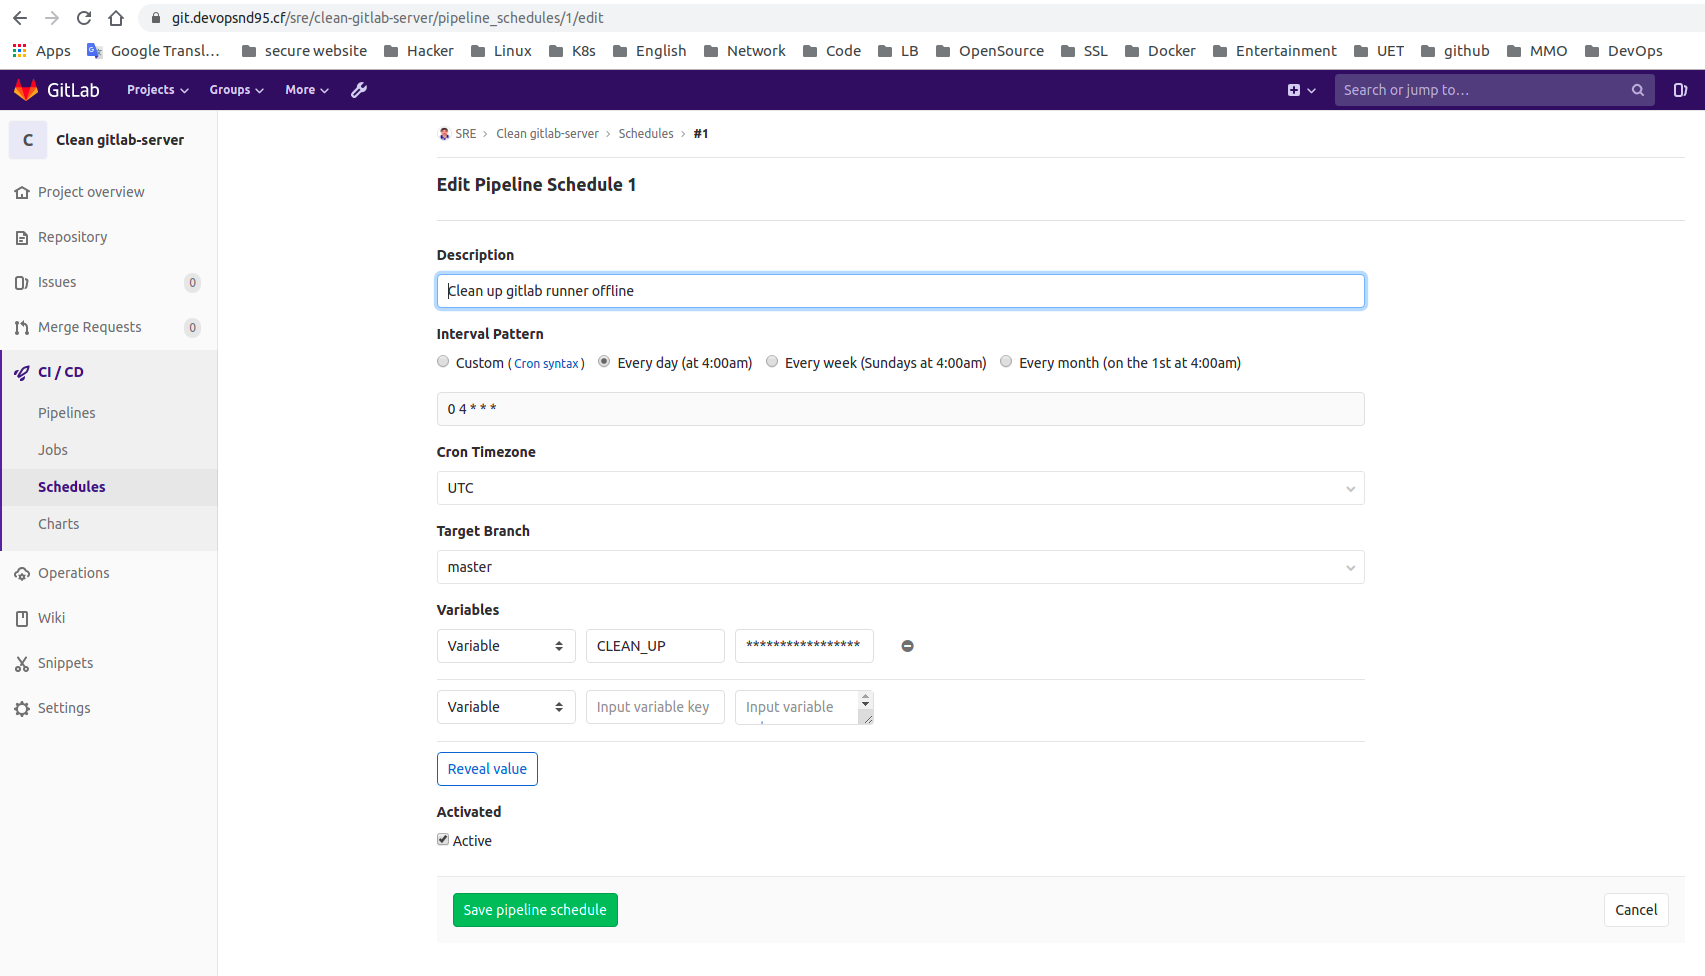 git.devopsnd95.cf/sre/clean-gitlab-server/pipeline_schedules/1/edit
Apps Google Transl... secure website Hacker Linux K8s English Network Code LB OpenSource SSL Docker Entertainment UET github MMO DevOps
GitLab Projects Groups More Search or jump to...
C Clean gitlab-server
Project overview
Repository
Issues 0
Merge Requests 0
CI / CD
Pipelines
Jobs
Schedules
Charts
Operations
Wiki
Snippets
Settings
SRE > Clean gitlab-server > Schedules > #1
Edit Pipeline Schedule 1
Description
Clean up gitlab runner offline
Interval Pattern
Custom ( Cron syntax ) Every day (at 4:00am) Every week (Sundays at 4:00am) Every month (on the 1st at 4:00am)
0 4 * * *
Cron Timezone
UTC
Target Branch
master
Variables
Variable CLEAN_UP *****************
Variable Input variable key Input variable
Reveal value
Activated
Active
Save pipeline schedule Cancel